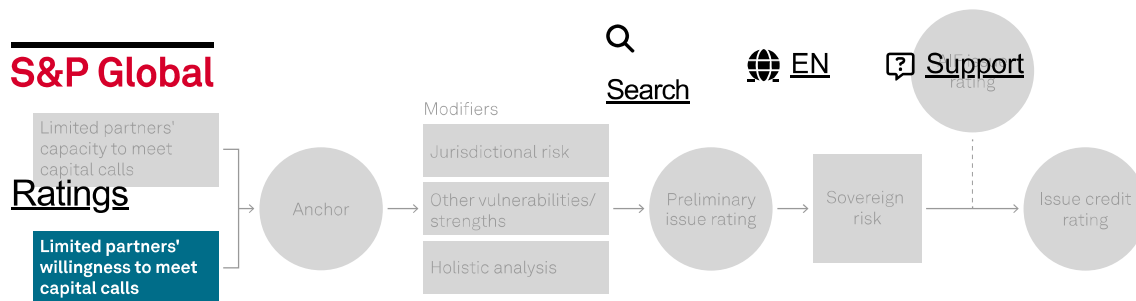 S&P Global
Search
EN
Support
rating
Ratings
Limited partners'
capacity to meet
capital calls
Limited partners'
willingness to meet
capital calls
Anchor
Modifiers
Jurisdictional risk
Other vulnerabilities/
strengths
Holistic analysis
Preliminary
issue rating
Sovereign
risk
Issue credit
rating